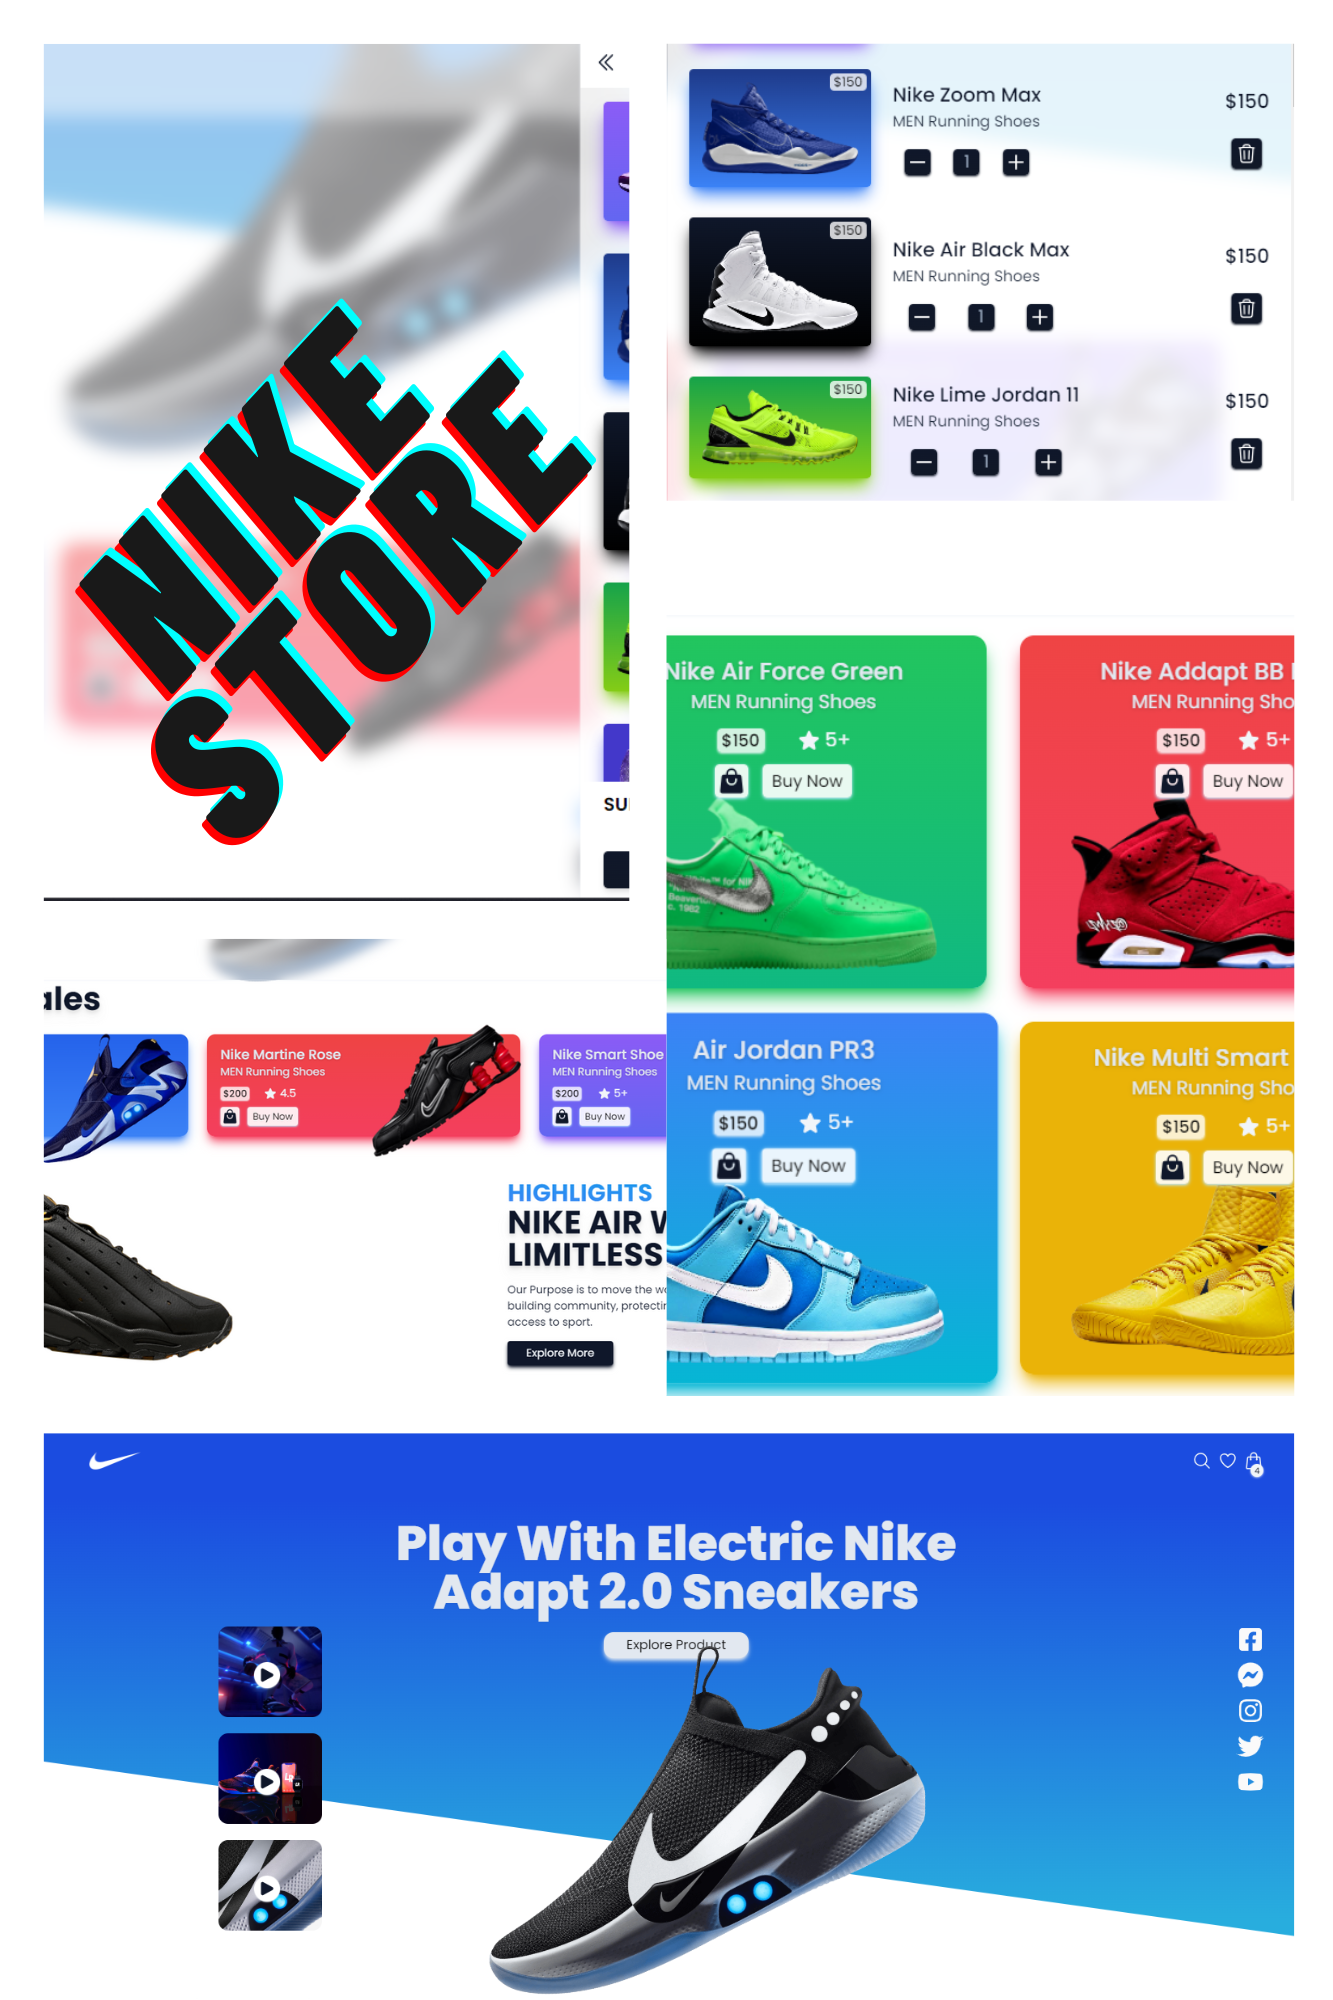 NIKE
STORE
$150
Nike Zoom Max
MEN Running Shoes
1
$150
$150
Nike Air Black Max
MEN Running Shoes
1
$150
$150
Nike Lime Jordan 11
MEN Running Shoes
1
$150
Nike Air Force Green
MEN Running Shoes
$150
5+
Buy Now
Nike Addapt BB
MEN Running Sho
$150
5+
Buy Now
Air Jordan PR3
MEN Running Shoes
$150
5+
Buy Now
Nike Multi Smart
MEN Running Sho
$150
5+
Buy Now
ales
Nike Martine Rose
MEN Running Shoes
$200
4.5
Buy Now
Nike Smart Shoe
MEN Running Shoes
$200
5+
Buy Now
HIGHLIGHTS
NIKE AIR W
LIMITLESS
Our Purpose is to move the wo
building community, protectin
access to sport.
Explore More
4
Play With Electric Nike
Adapt 2.0 Sneakers
Explore Product